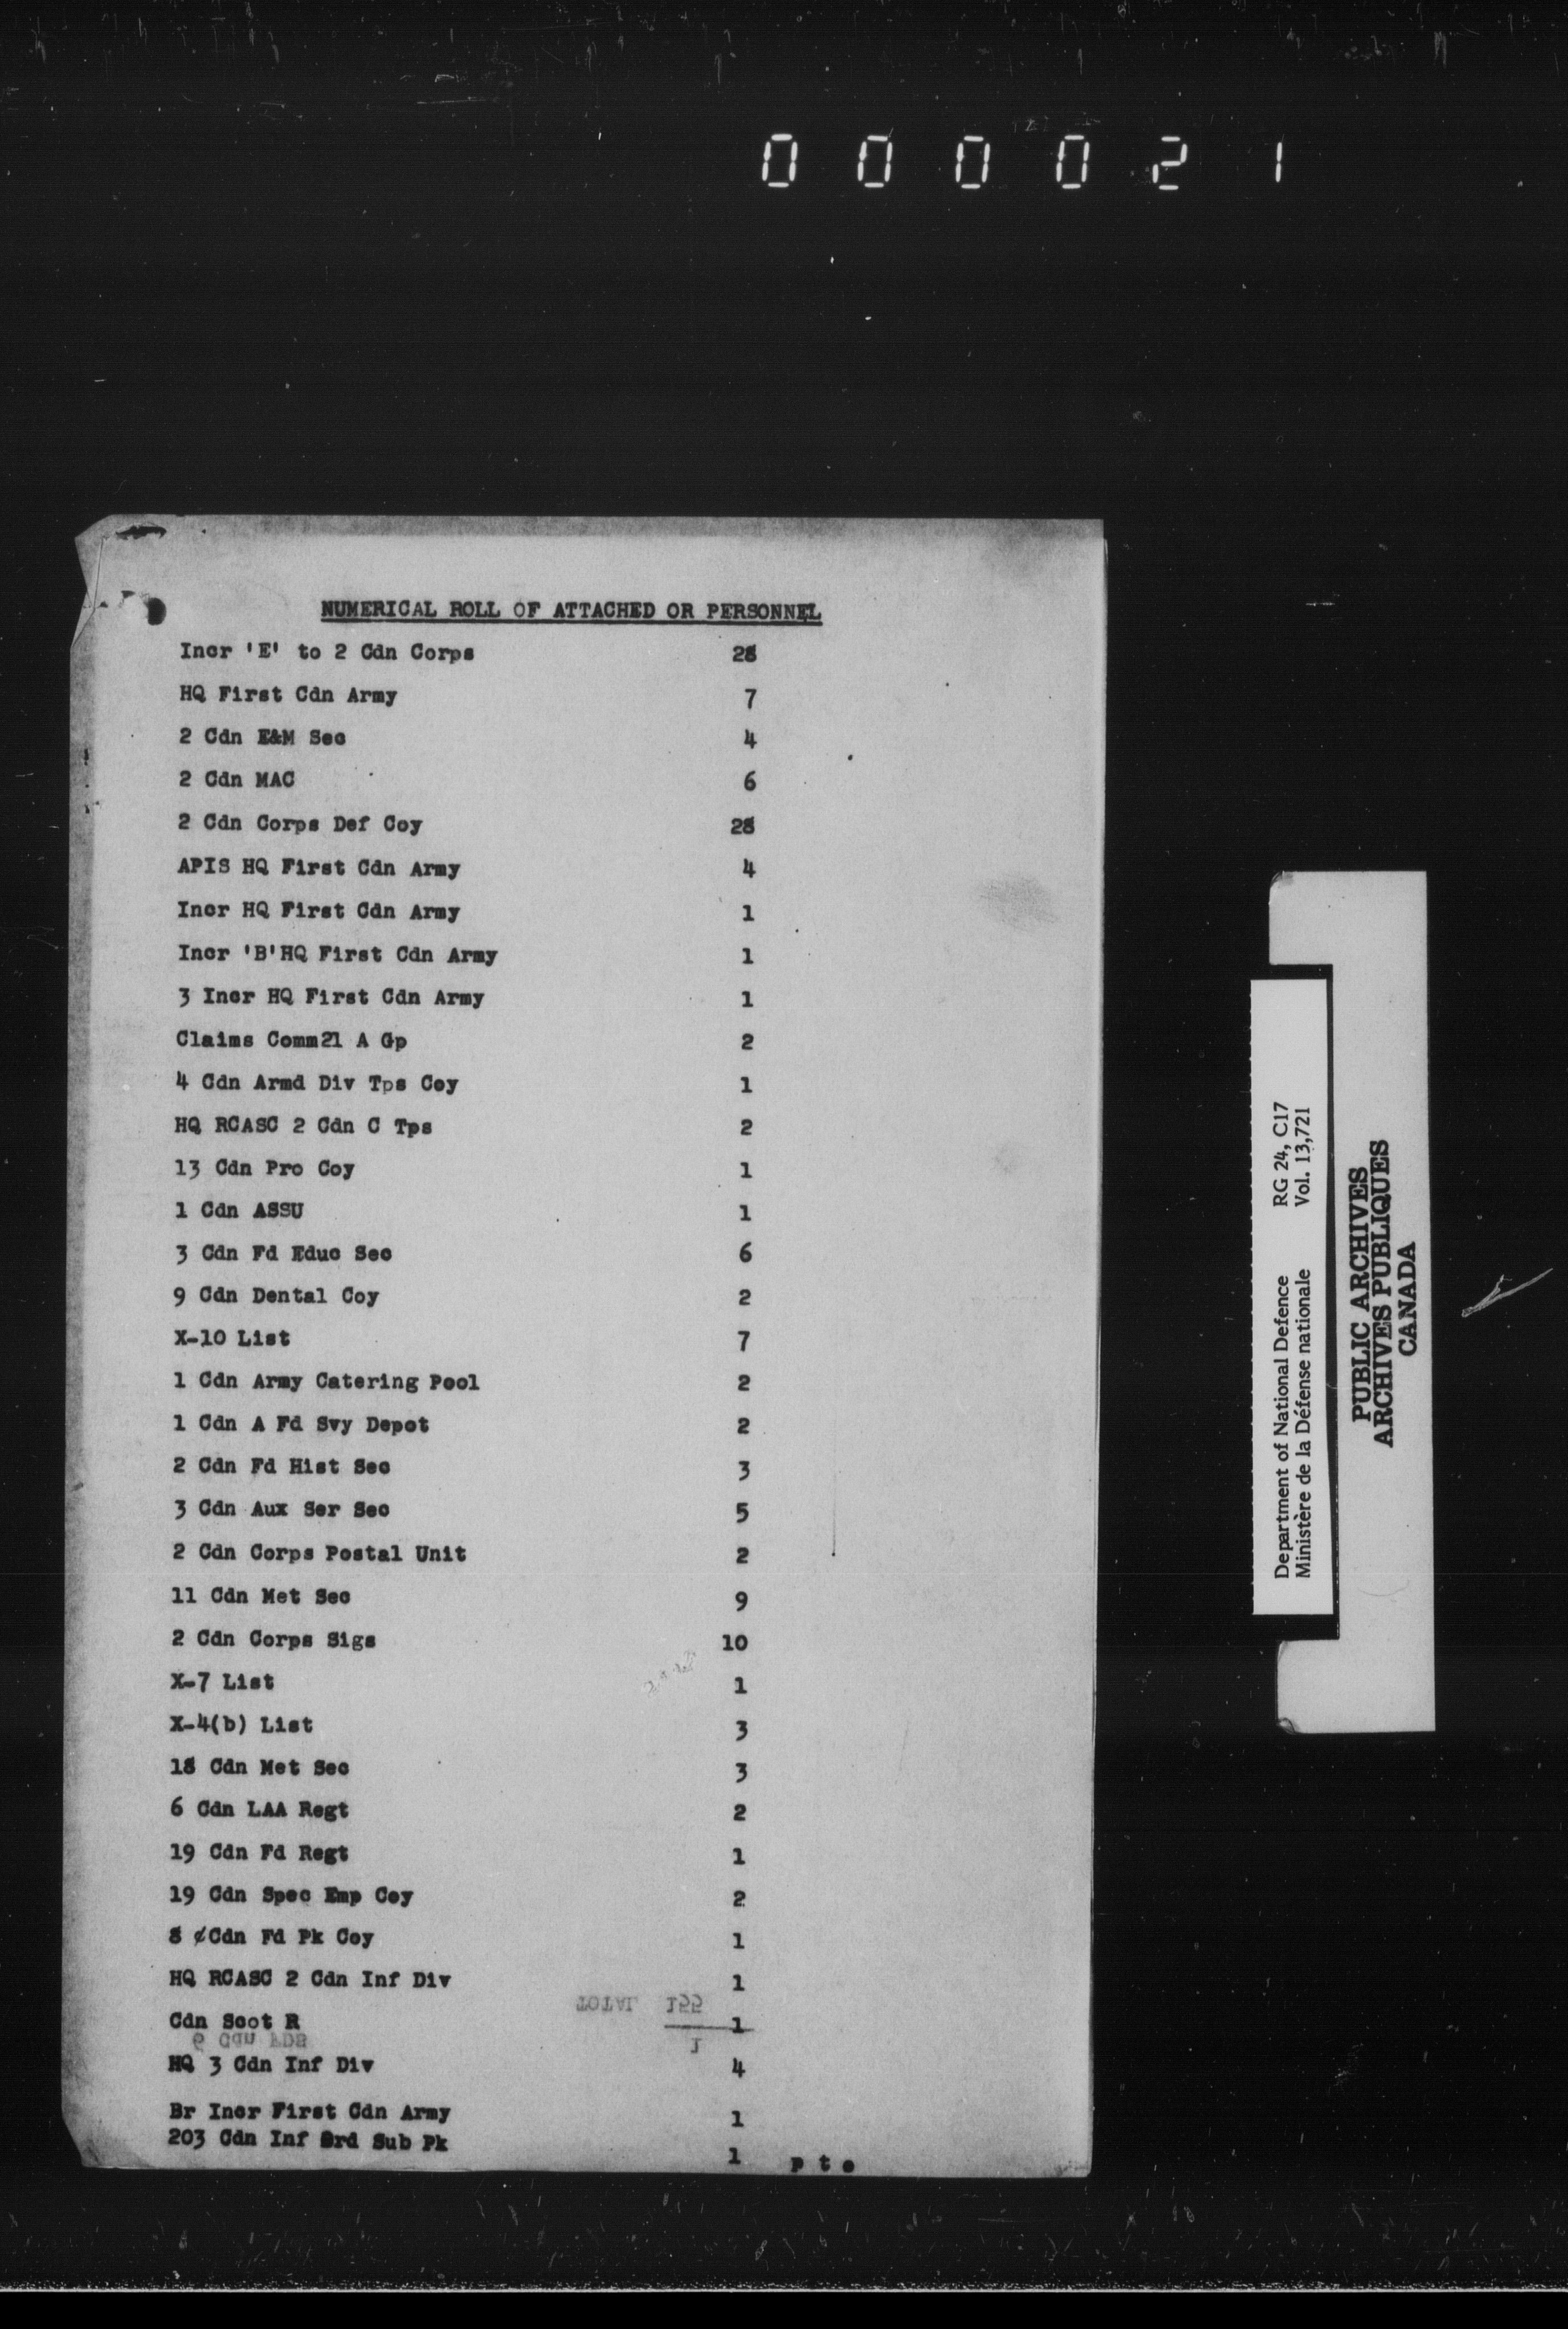 000021
NUMERICAL ROLL OF ATTACHED OR PERSONNEL
Incr 'E' to 2 Cdn Corps 28
HQ First Cdn Army 7
2 Cdn E&M Sec 4
2 Cdn MAC 6
2 Cdn Corps Def Coy 28
APIS HQ First Cdn Army 4
Incr HQ First Cdn Army 1
Incr 'B'HQ First Cdn Army 1
3 Incr HQ First Cdn Army 1
Claims Comm21 A Gp 2
4 Cdn Armd Div Tps Coy 1
HQ RCASC 2 Cdn C Tps 2
13 Cdn Pro Coy 1
1 Cdn ASSU 1
3 Cdn Fd Educ Sec 6
9 Cdn Dental Coy 2
X-10 List 7
1 Cdn Army Catering Pool 2
1 Cdn A Fd Svy Depot 2
2 Cdn Fd Hist Sec 3
3 Cdn Aux Ser Sec 5
2 Cdn Corps Postal Unit 2
11 Cdn Met Sec 9
2 Cdn Corps Sigs 10
X-7 List 1
X-4(b) List 3
18 Cdn Met Sec 3
6 Cdn LAA Regt 2
19 Cdn Fd Regt 1
19 Cdn Spec Emp Coy 2
8 Cdn Fd Pk Coy 1
HQ RCASC 2 Cdn Inf Div 1
TOTAL 155
Cdn Scot R 1
6 Cdn FDS 1
HQ 3 Cdn Inf Div 4
Br Incr First Cdn Army 1
203 Cdn Inf Ord Sub Pk 1
p t o
Department of National Defence RG 24, C17
Ministère de la Défense nationale Vol. 13,721
PUBLIC ARCHIVES
ARCHIVES PUBLIQUES
CANADA